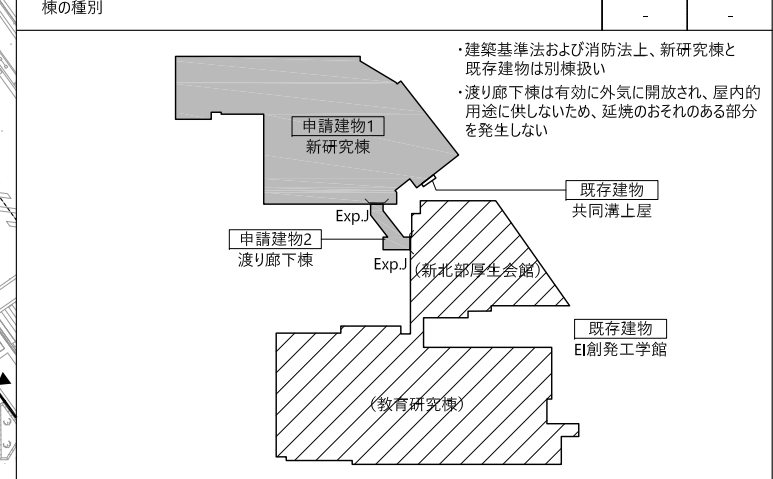 棟の種別
-
-
・建築基準法および消防法上、新研究棟と
既存建物は別棟扱い
・渡り廊下棟は有効に外気に開放され、屋内的
用途に供しないため、延焼のおそれのある部分
を発生しない
申請建物1
新研究棟
既存建物
共同溝上屋
Exp.J
申請建物2
渡り廊下棟
Exp.J
(新北部厚生会館)
既存建物
EI創発工学館
(教育研究棟)